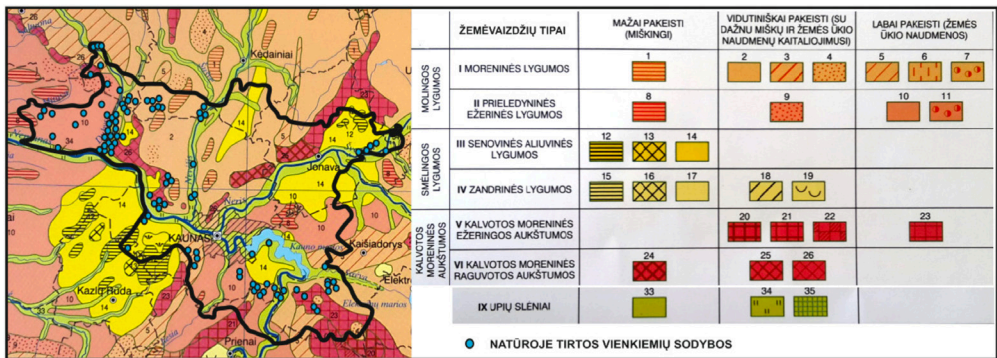 Kėdainiai
Jonava
Neris
KAUNAS
Kauno marios
Kaišiadorys
Elektrėnų marios
Kazlų Rūda
Prienai
ŽEMĖVAIZDŽIŲ TIPAI
MAŽAI PAKEISTI (MIŠKINGI)
VIDUTINIŠKAI PAKEISTI (SU DAŽNU MIŠKŲ IR ŽEMĖS ŪKIO NAUDMENŲ KAITALIOJIMUSI)
LABAI PAKEISTI (ŽEMĖS ŪKIO NAUDMENOS)
MOLINGOS LYGUMOS
I MORENINĖS LYGUMOS
1 2 3 4 5 6 7
II PRIELEDYNINĖS EŽERINĖS LYGUMOS
8 9 10 11
SMĖLINGOS LYGUMOS
III SENOVINĖS ALIUVINĖS LYGUMOS
12 13 14
IV ZANDRINĖS LYGUMOS
15 16 17 18 19
KALVOTOS MORENINĖS AUKŠTUMOS
V KALVOTOS MORENINĖS EŽERINGOS AUKŠTUMOS
20 21 22 23
VI KALVOTOS MORENINĖS RAGUVOTOS AUKŠTUMOS
24 25 26
IX UPIŲ SLĖNIAI
33 34 35
NATŪROJE TIRTOS VIENKIEMIŲ SODYBOS